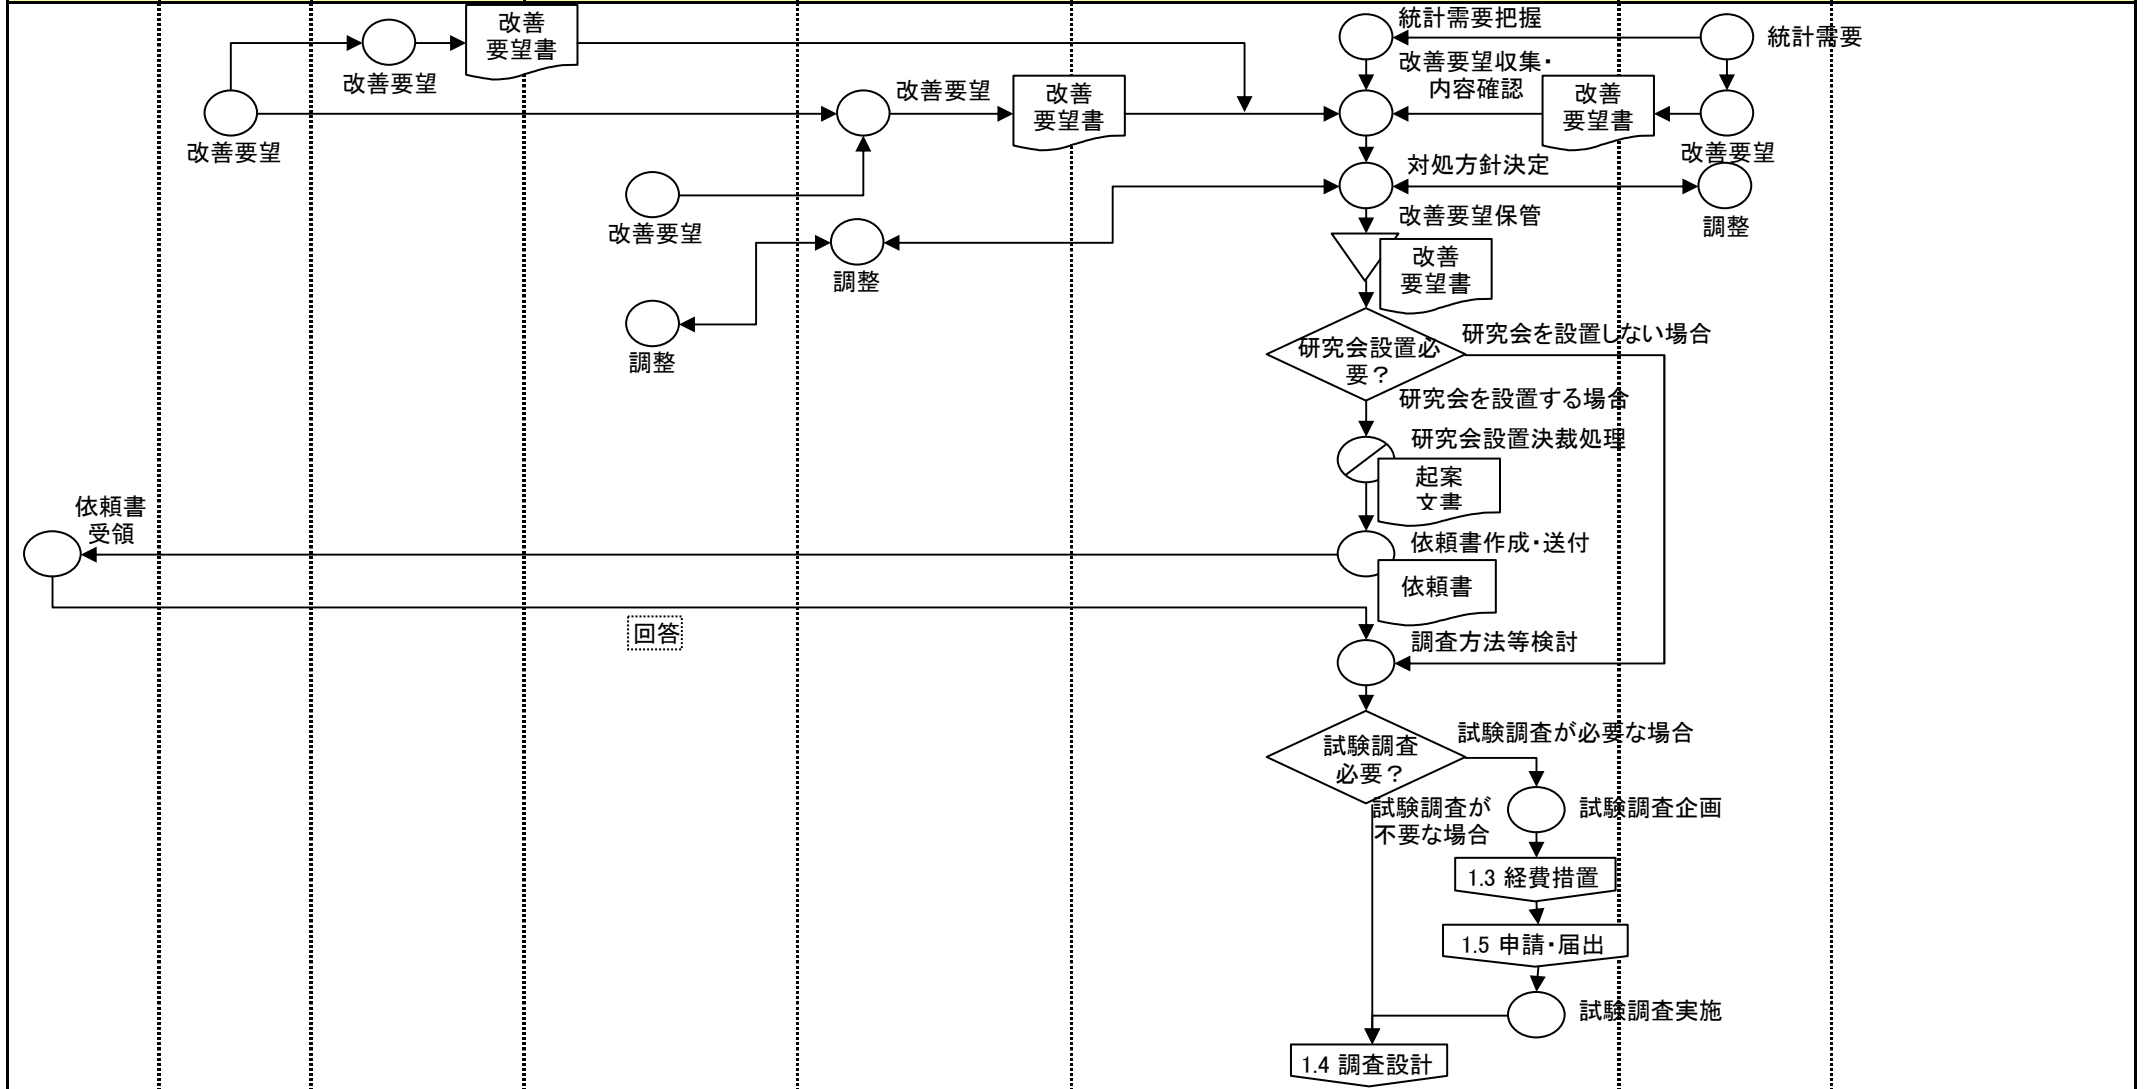 改善
要望書
統計需要把握
統計需要
改善要望
改善要望収集・
内容確認
改善要望
改善
要望書
改善
要望書
改善要望
改善要望
対処方針決定
改善要望
調整
改善要望保管
調整
改善
要望書
調整
研究会を設置しない場合
研究会設置必
要？
研究会を設置する場合
研究会設置決裁処理
起案
文書
依頼書
受領
依頼書作成・送付
依頼書
回答
調査方法等検討
試験調査が必要な場合
試験調査
必要？
試験調査が
不要な場合
試験調査企画
1.3 経費措置
1.5 申請・届出
試験調査実施
1.4 調査設計